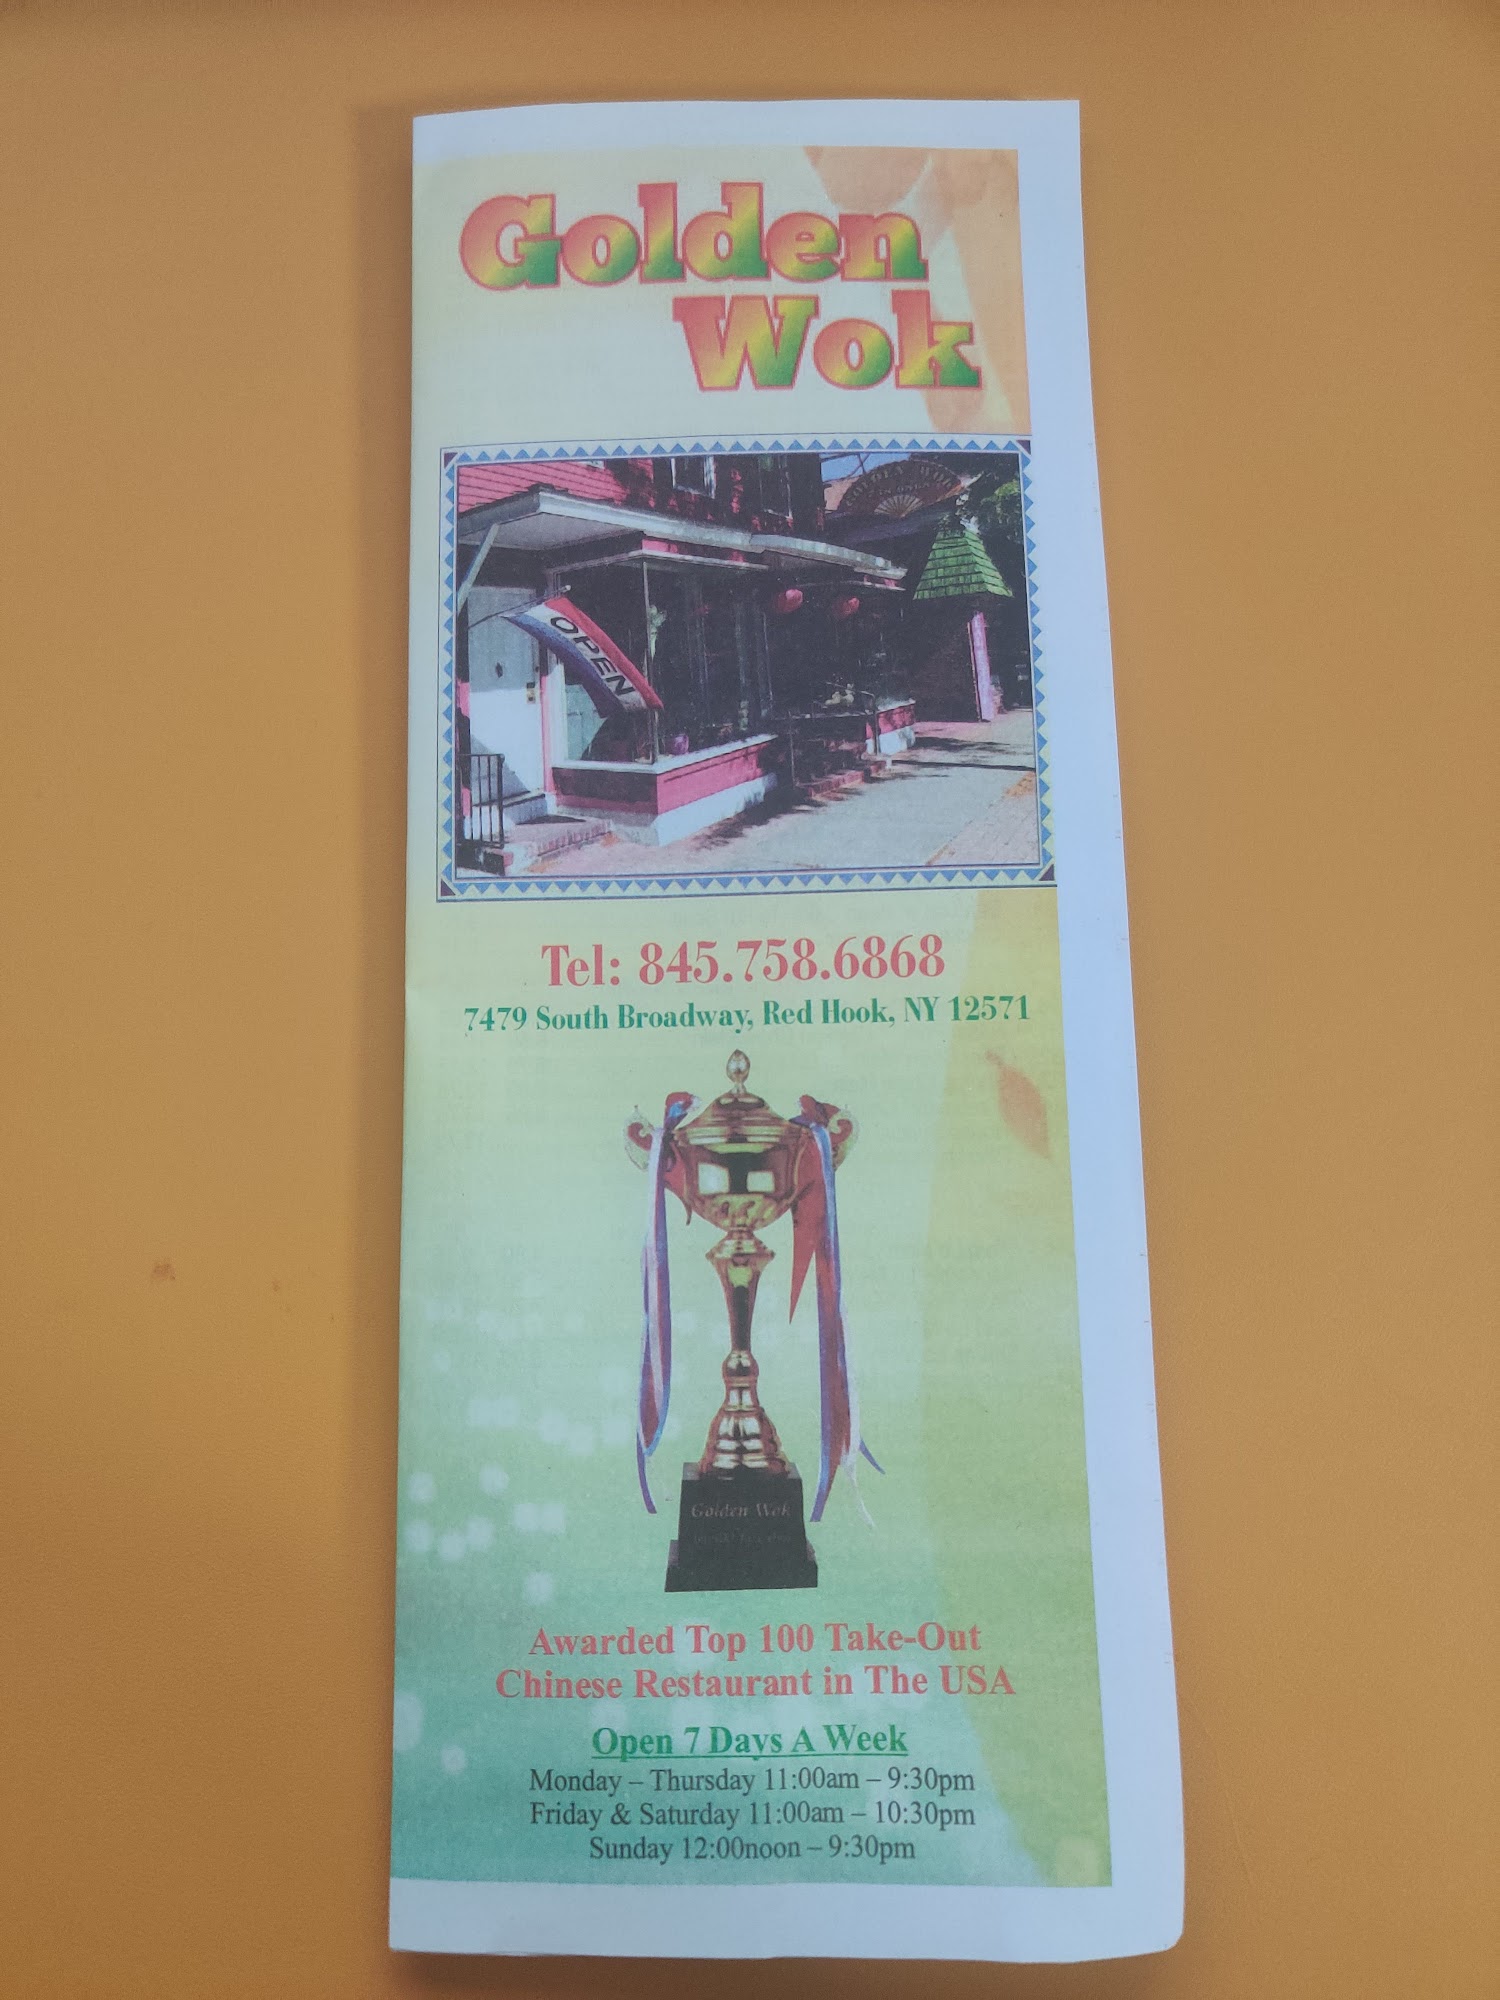 Golden
Wok
GOLDEN WOK
OPEN
Tel: 845.758.6868
7479 South Broadway, Red Hook, NY 12571
Golden Wok
Awarded Top 100 Take-Out
Chinese Restaurant in The USA
Open 7 Days A Week
Monday – Thursday 11:00am – 9:30pm
Friday & Saturday 11:00am – 10:30pm
Sunday 12:00noon – 9:30pm